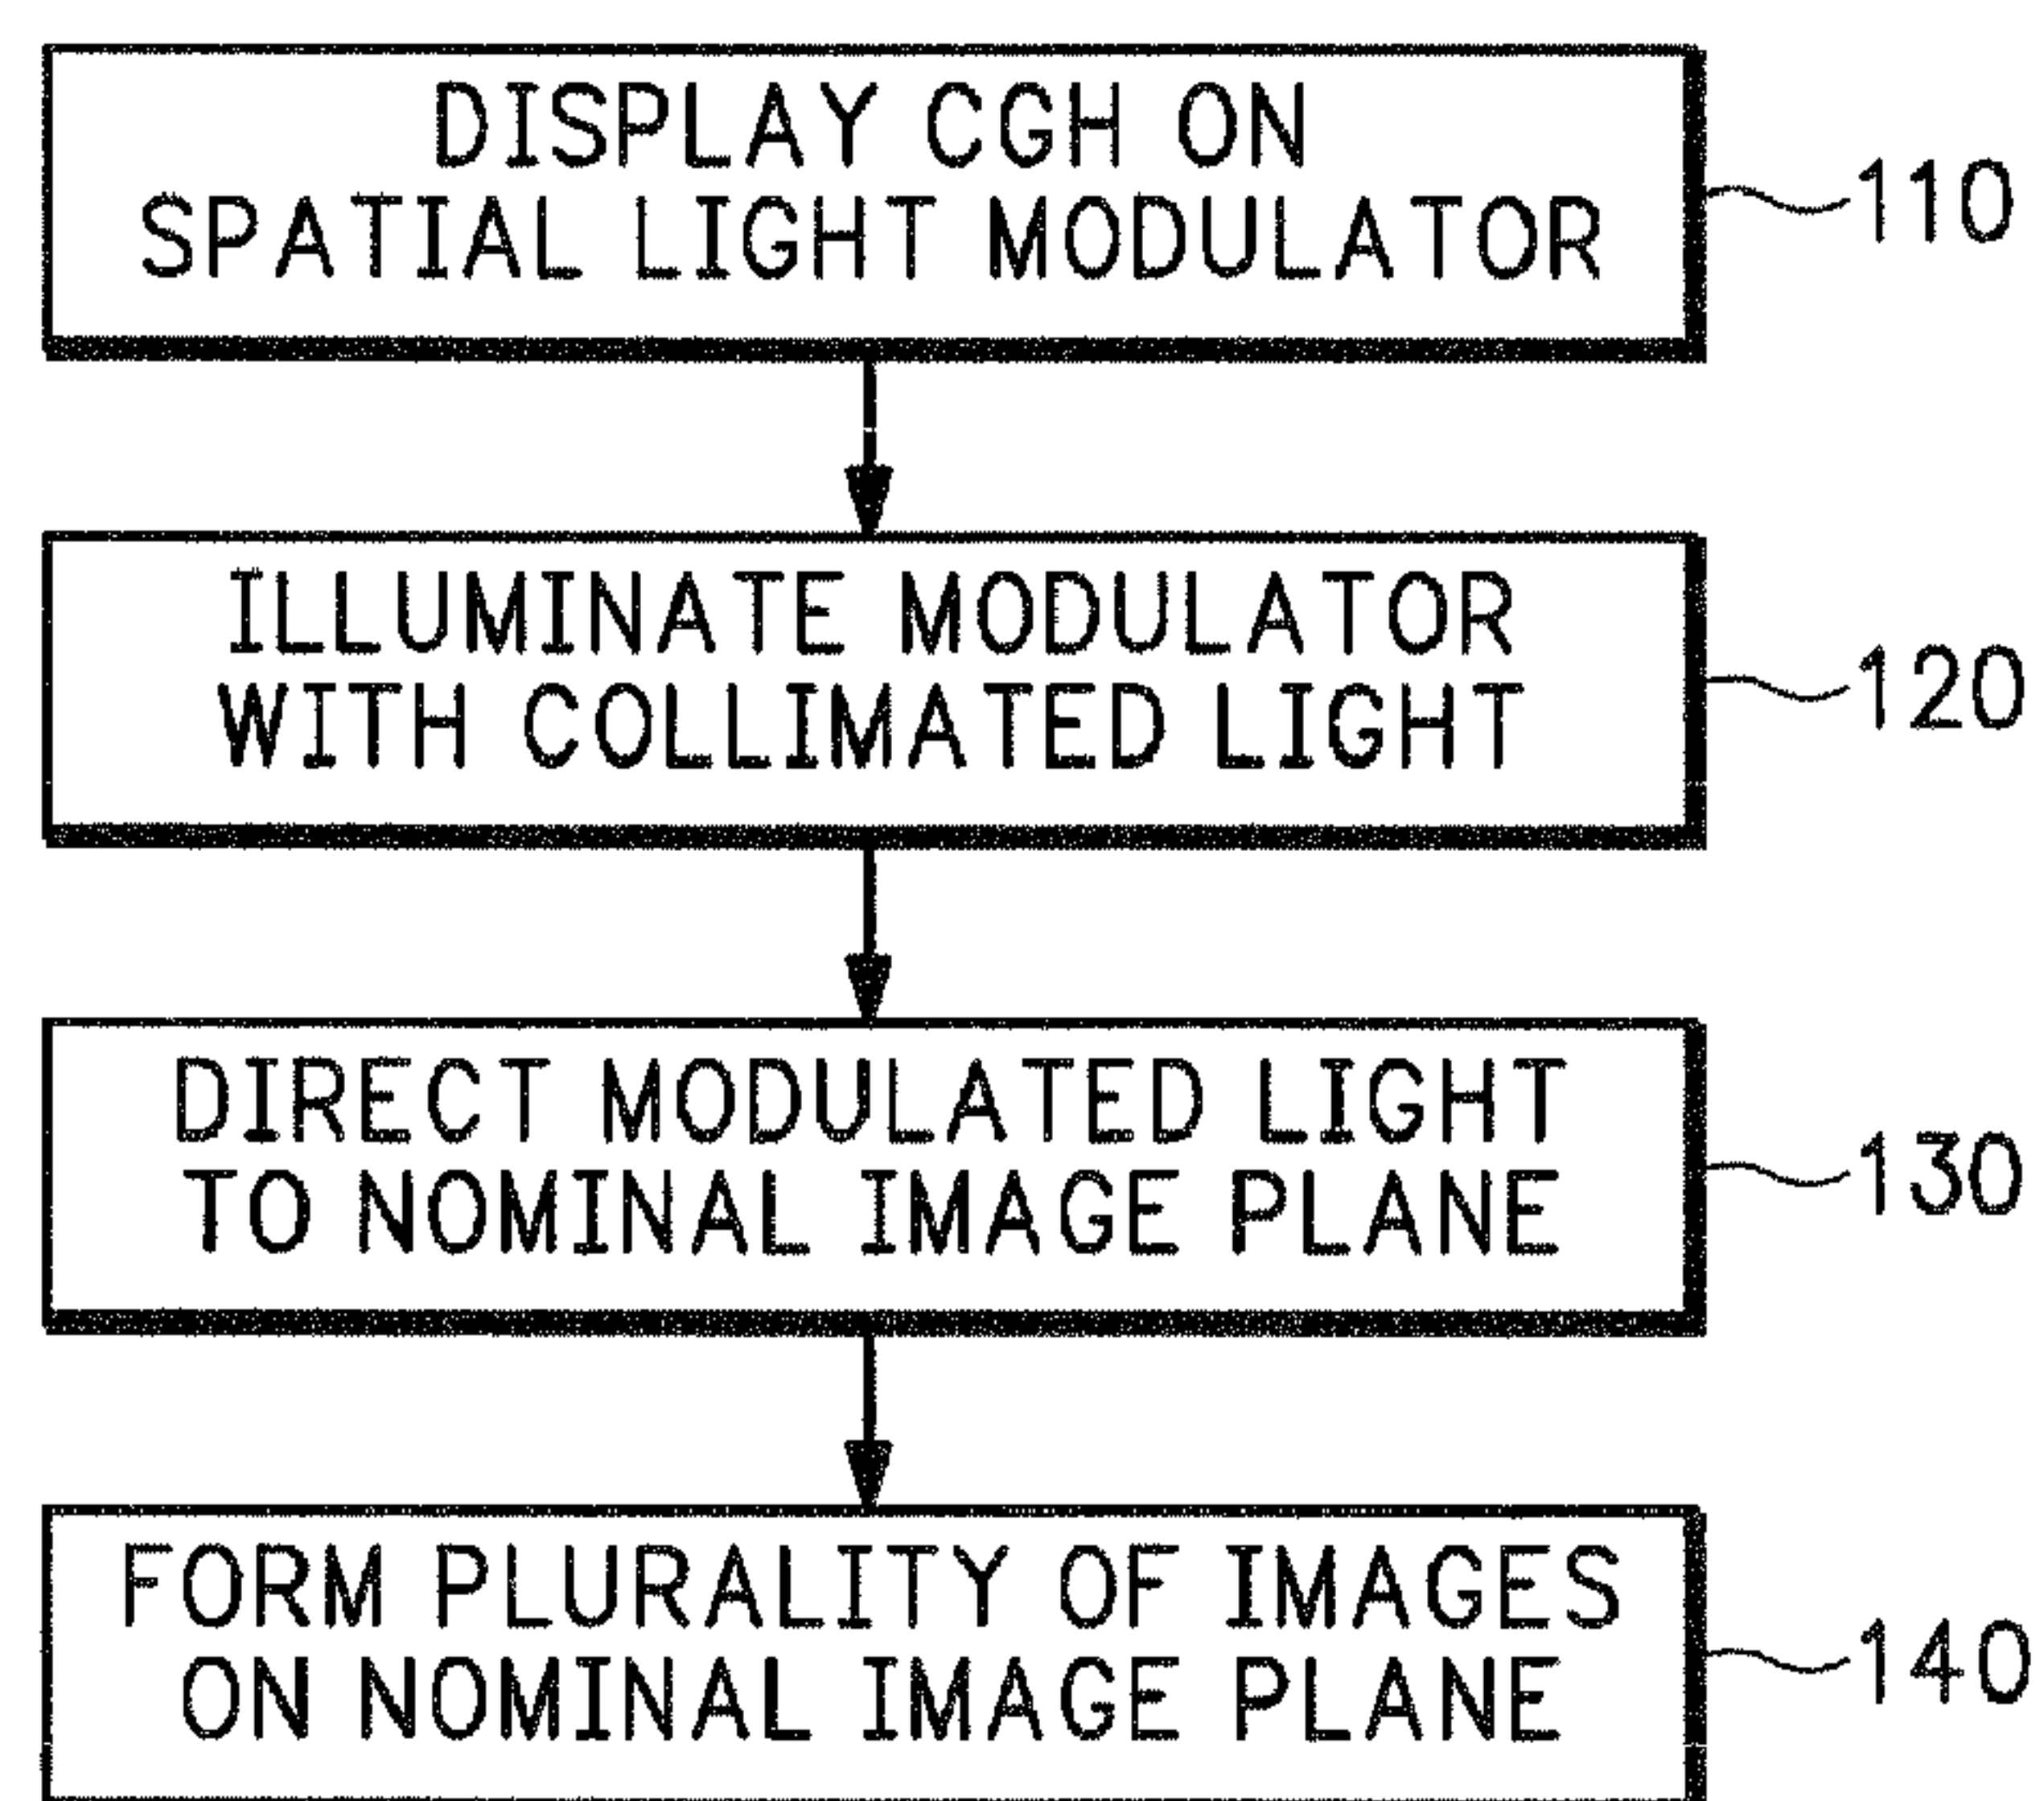 DISPLAY CGH ON
SPATIAL LIGHT MODULATOR
110
ILLUMINATE MODULATOR
WITH COLLIMATED LIGHT
120
DIRECT MODULATED LIGHT
TO NOMINAL IMAGE PLANE
130
FORM PLURALITY OF IMAGES
ON NOMINAL IMAGE PLANE
140